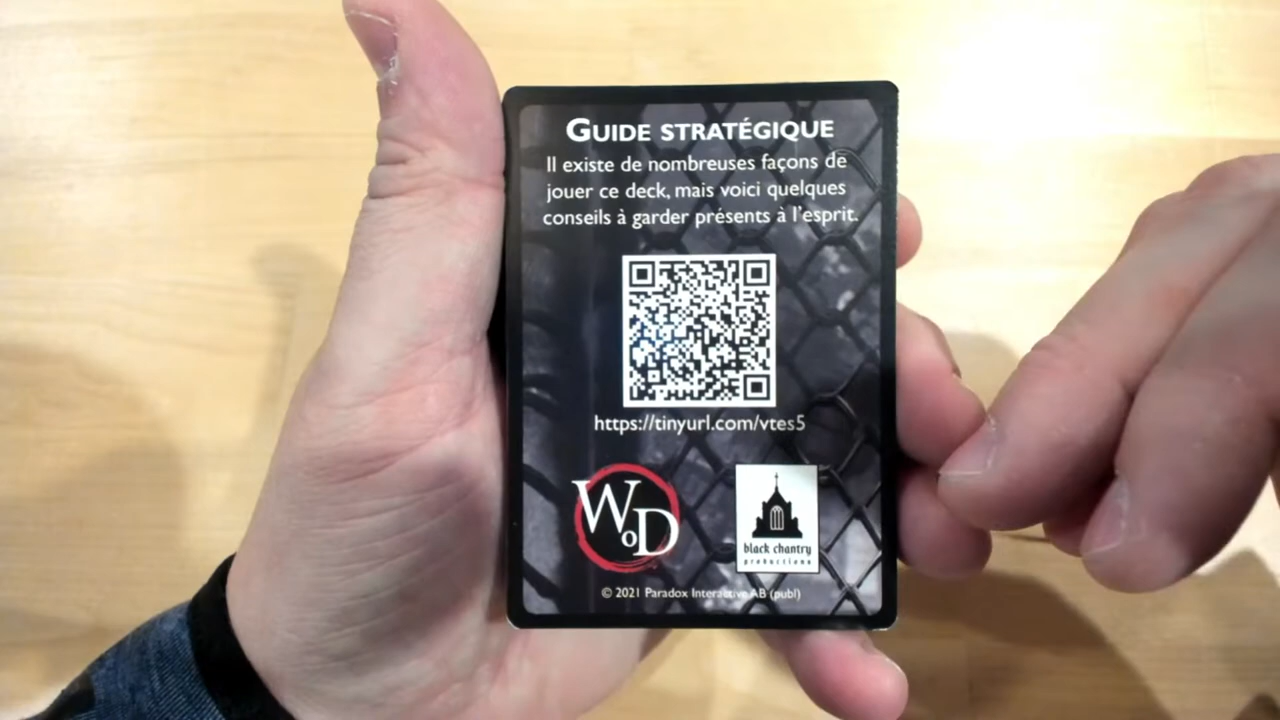 GUIDE STRATÉGIQUE
Il existe de nombreuses façons de
jouer ce deck, mais voici quelques
conseils à garder présents à l'esprit.
https://tinyurl.com/vtes5
WoD
black chantry
productions
© 2021 Paradox Interactive AB (publ)